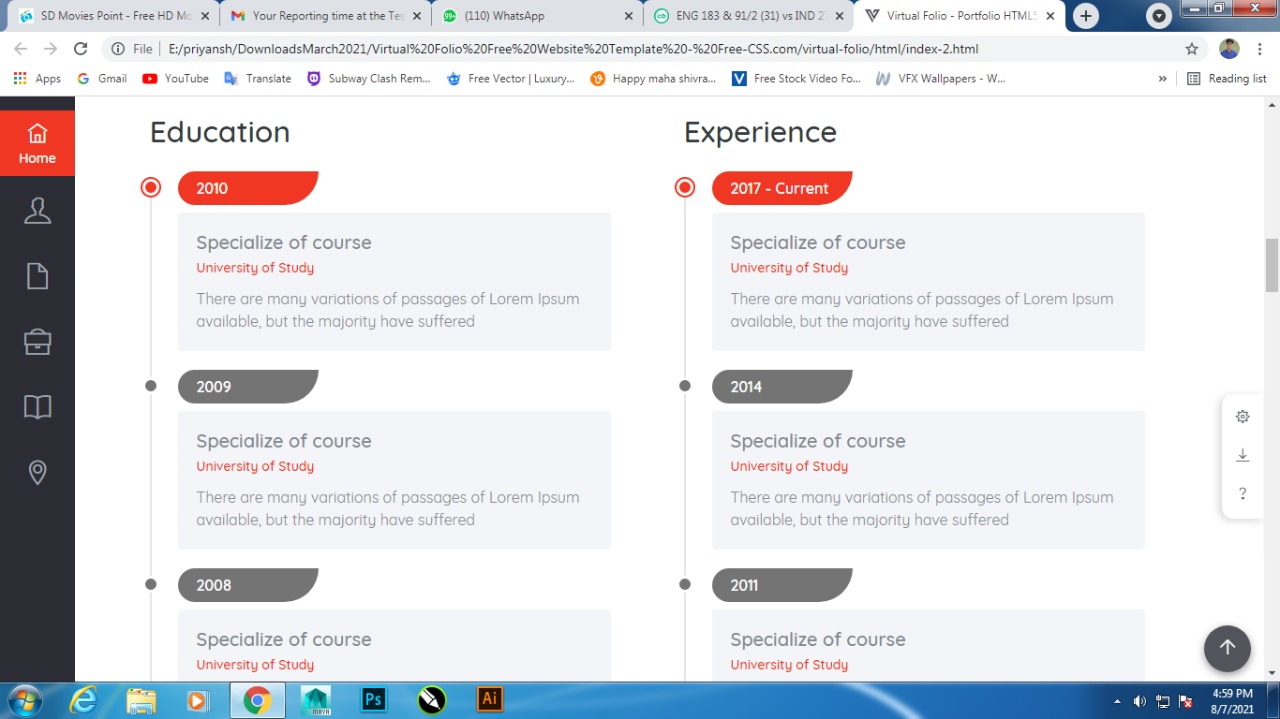 SD Movies Point - Free HD Mo
Your Reporting time at the Tes
(110) WhatsApp
ENG 183 & 91/2 (31) vs IND 2
Virtual Folio - Portfolio HTML5
File
E:/priyansh/DownloadsMarch2021/Virtual%20Folio%20Free%20Website%20Template%20-%20Free-CSS.com/virtual-folio/html/index-2.html
Apps
Gmail
YouTube
Translate
Subway Clash Rem...
Free Vector | Luxury...
Happy maha shivra...
Free Stock Video Fo...
VFX Wallpapers - W...
»
Reading list
Home
Education
2010
Specialize of course
University of Study
There are many variations of passages of Lorem Ipsum
available, but the majority have suffered
2009
Specialize of course
University of Study
There are many variations of passages of Lorem Ipsum
available, but the majority have suffered
2008
Specialize of course
University of Study
Experience
2017 - Current
Specialize of course
University of Study
There are many variations of passages of Lorem Ipsum
available, but the majority have suffered
2014
Specialize of course
University of Study
There are many variations of passages of Lorem Ipsum
available, but the majority have suffered
2011
Specialize of course
University of Study
?
MAYA
Ps
Ai
4:59 PM
8/7/2021